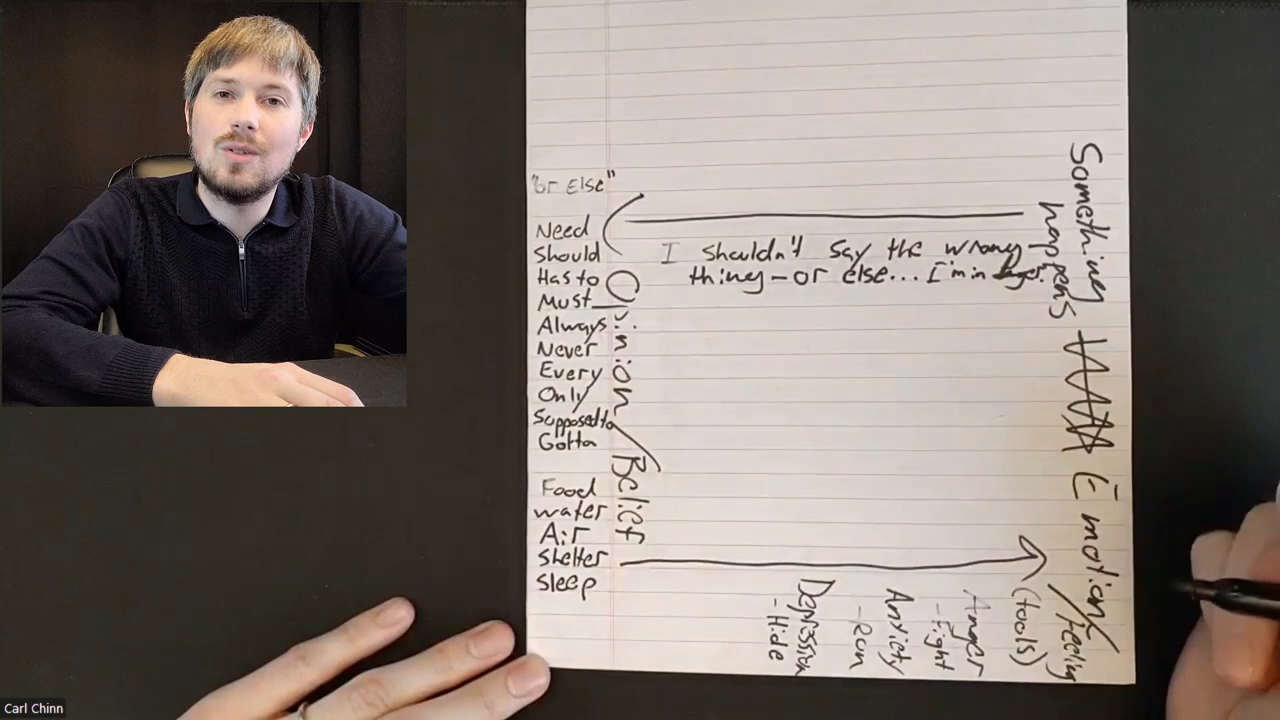 "Or Else"
Need
Should
Has to
Must
Always
Never
Every
Only
Supposed to
Gotta
Food
water
Air
shelter
sleep
Opinion/Belief
I shouldn't say the wrong
thing - or else... I'm in
Something
happens
Emotion/
Feeling
(tools)
Anger
- Fight
Anxiety
- Run
Depression
- Hide
Carl Chinn